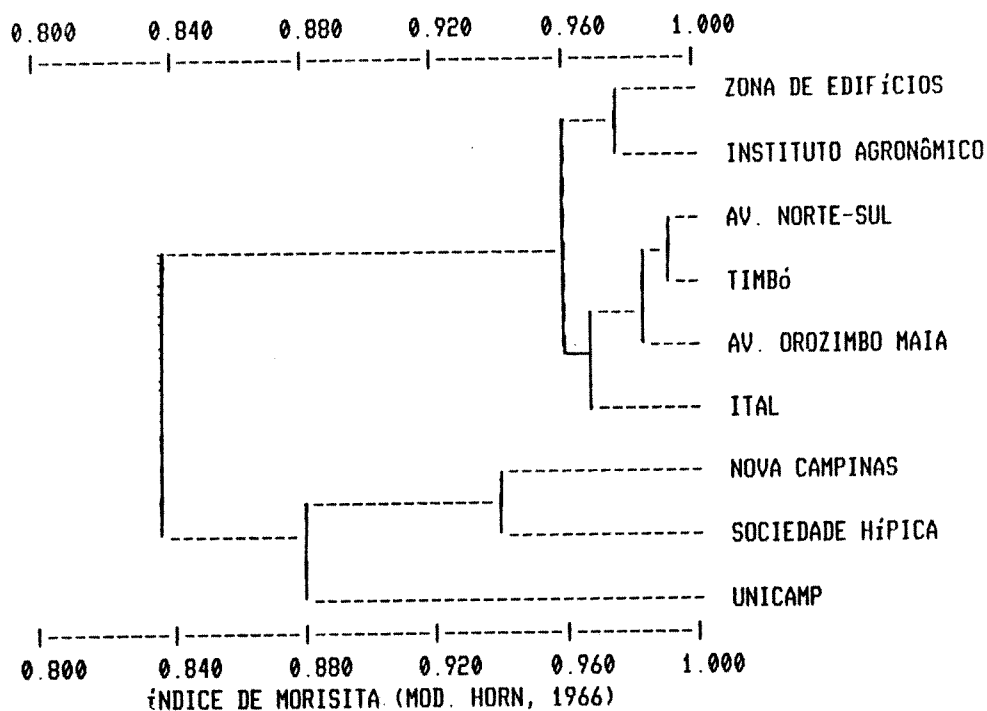 0.800 0.840 0.880 0.920 0.960 1.000
ZONA DE EDIFíCIOS
INSTITUTO AGRONôMICO
AV. NORTE-SUL
TIMBó
AV. OROZIMBO MAIA
ITAL
NOVA CAMPINAS
SOCIEDADE HíPICA
UNICAMP
0.800 0.840 0.880 0.920 0.960 1.000
íNDICE DE MORISITA (MOD. HORN, 1966)